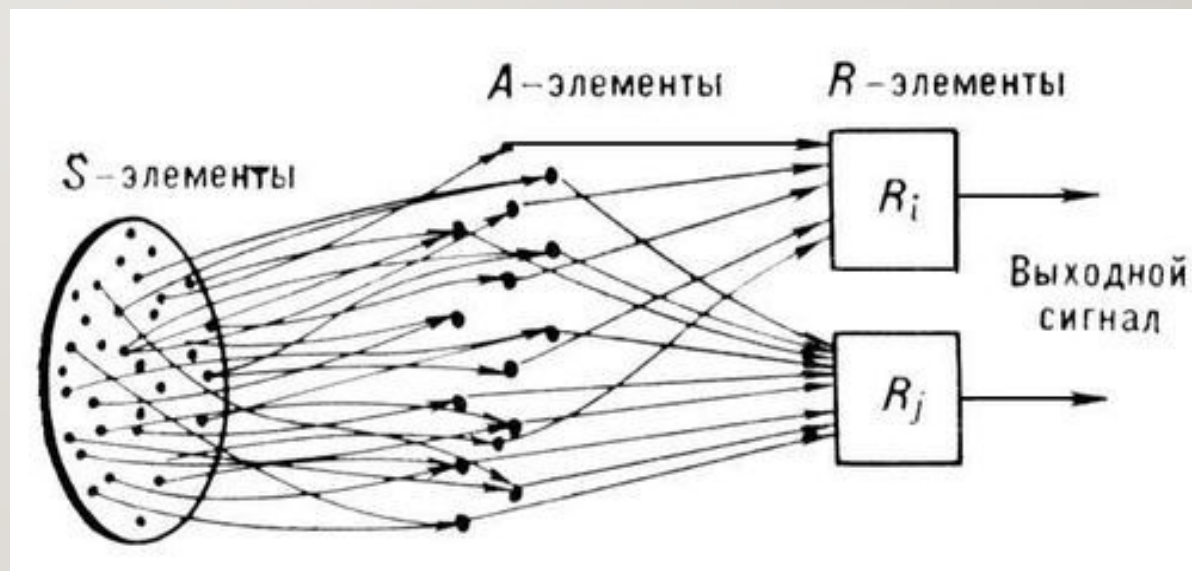 A-элементы
R-элементы
S-элементы
Ri
Выходной
сигнал
Rj